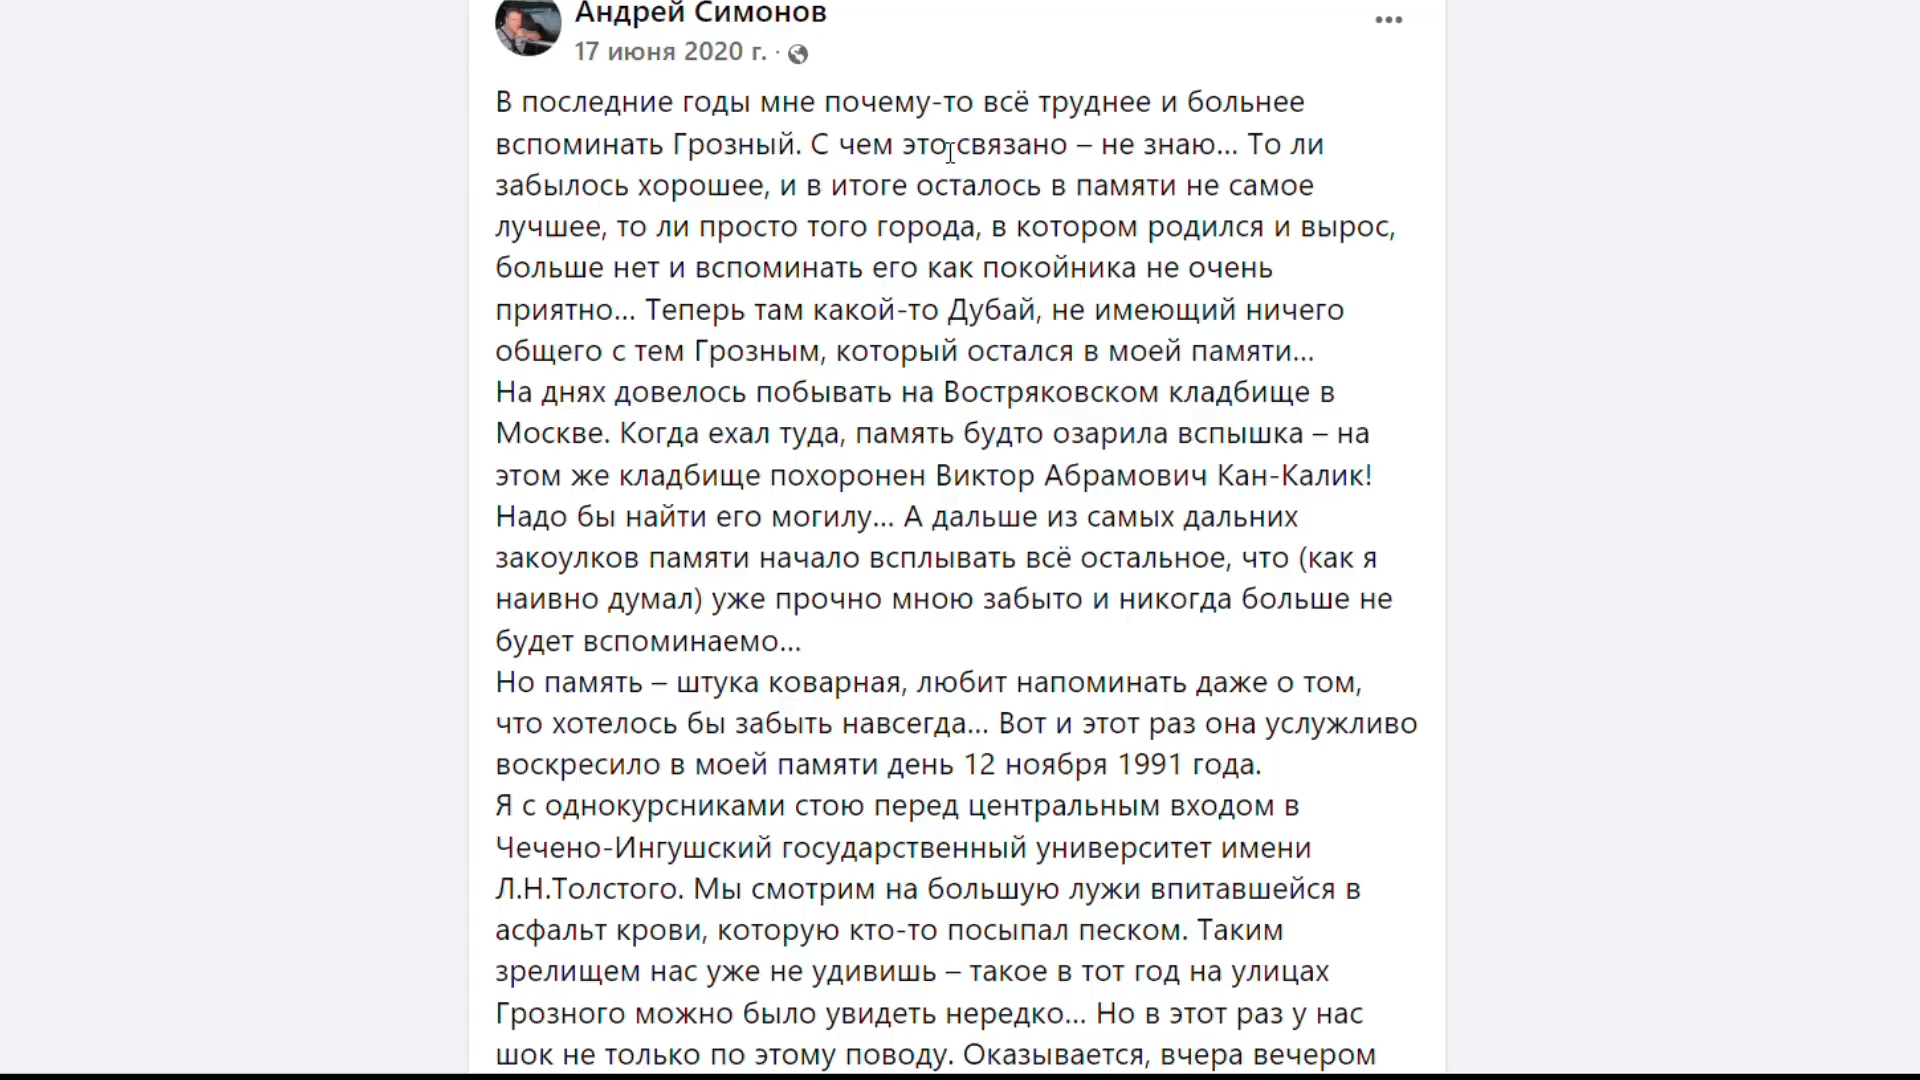 Андрей Симонов
17 июня 2020 г. ·
В последние годы мне почему-то всё труднее и больнее
вспоминать Грозный. С чем это связано – не знаю... То ли
забылось хорошее, и в итоге осталось в памяти не самое
лучшее, то ли просто того города, в котором родился и вырос,
больше нет и вспоминать его как покойника не очень
приятно... Теперь там какой-то Дубай, не имеющий ничего
общего с тем Грозным, который остался в моей памяти...
На днях довелось побывать на Востряковском кладбище в
Москве. Когда ехал туда, память будто озарила вспышка – на
этом же кладбище похоронен Виктор Абрамович Кан-Калик!
Надо бы найти его могилу... А дальше из самых дальних
закоулков памяти начало всплывать всё остальное, что (как я
наивно думал) уже прочно мною забыто и никогда больше не
будет вспоминаемо...
Но память – штука коварная, любит напоминать даже о том,
что хотелось бы забыть навсегда... Вот и этот раз она услужливо
воскресило в моей памяти день 12 ноября 1991 года.
Я с однокурсниками стою перед центральным входом в
Чечено-Ингушский государственный университет имени
Л.Н.Толстого. Мы смотрим на большую лужи впитавшейся в
асфальт крови, которую кто-то посыпал песком. Таким
зрелищем нас уже не удивишь – такое в тот год на улицах
Грозного можно было увидеть нередко... Но в этот раз у нас
шок не только по этому поводу. Оказывается, вчера вечером